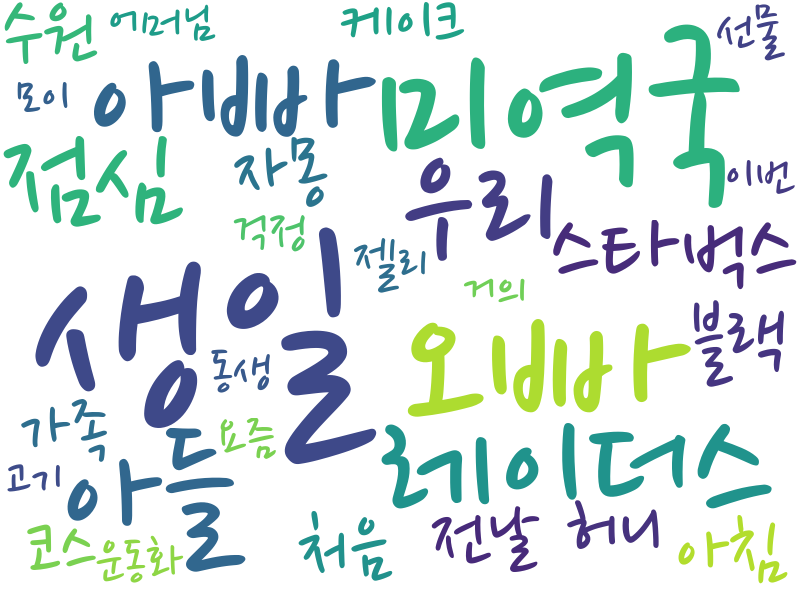 수원
에머넘
케이크
선물
모이
아빠
미역국
점심
자몽
이번
우리
걱정
스타벅스
젤리
생일
거의
블랙
오빠
동생
가족
요즘
고기
아들
레이더스
코스
운동화
처음
전날
허니
아침